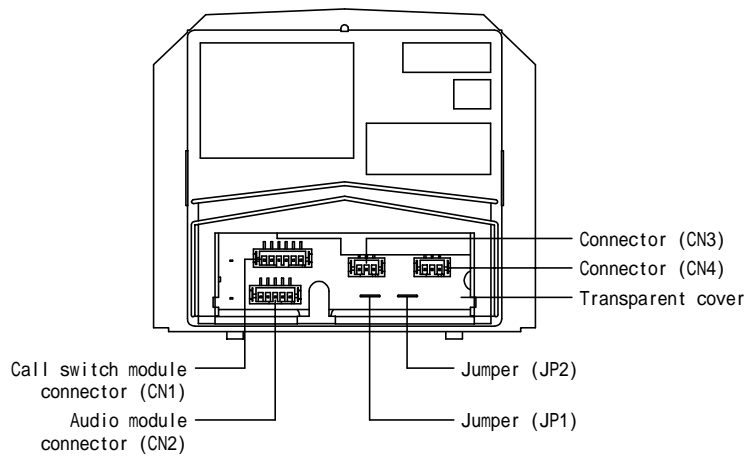 Connector (CN3)
Connector (CN4)
Transparent cover
Call switch module
connector (CN1)
Jumper (JP2)
Audio module
connector (CN2)
Jumper (JP1)